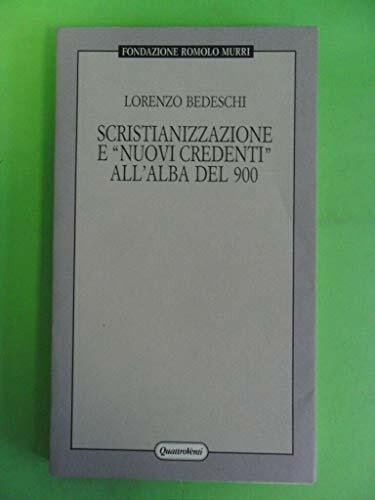 FONDAZIONE ROMOLO MURRI
LORENZO BEDESCHI
SCRISTIANIZZAZIONE
E “NUOVI CREDENTI”
ALL’ALBA DEL 900
QuattroVenti